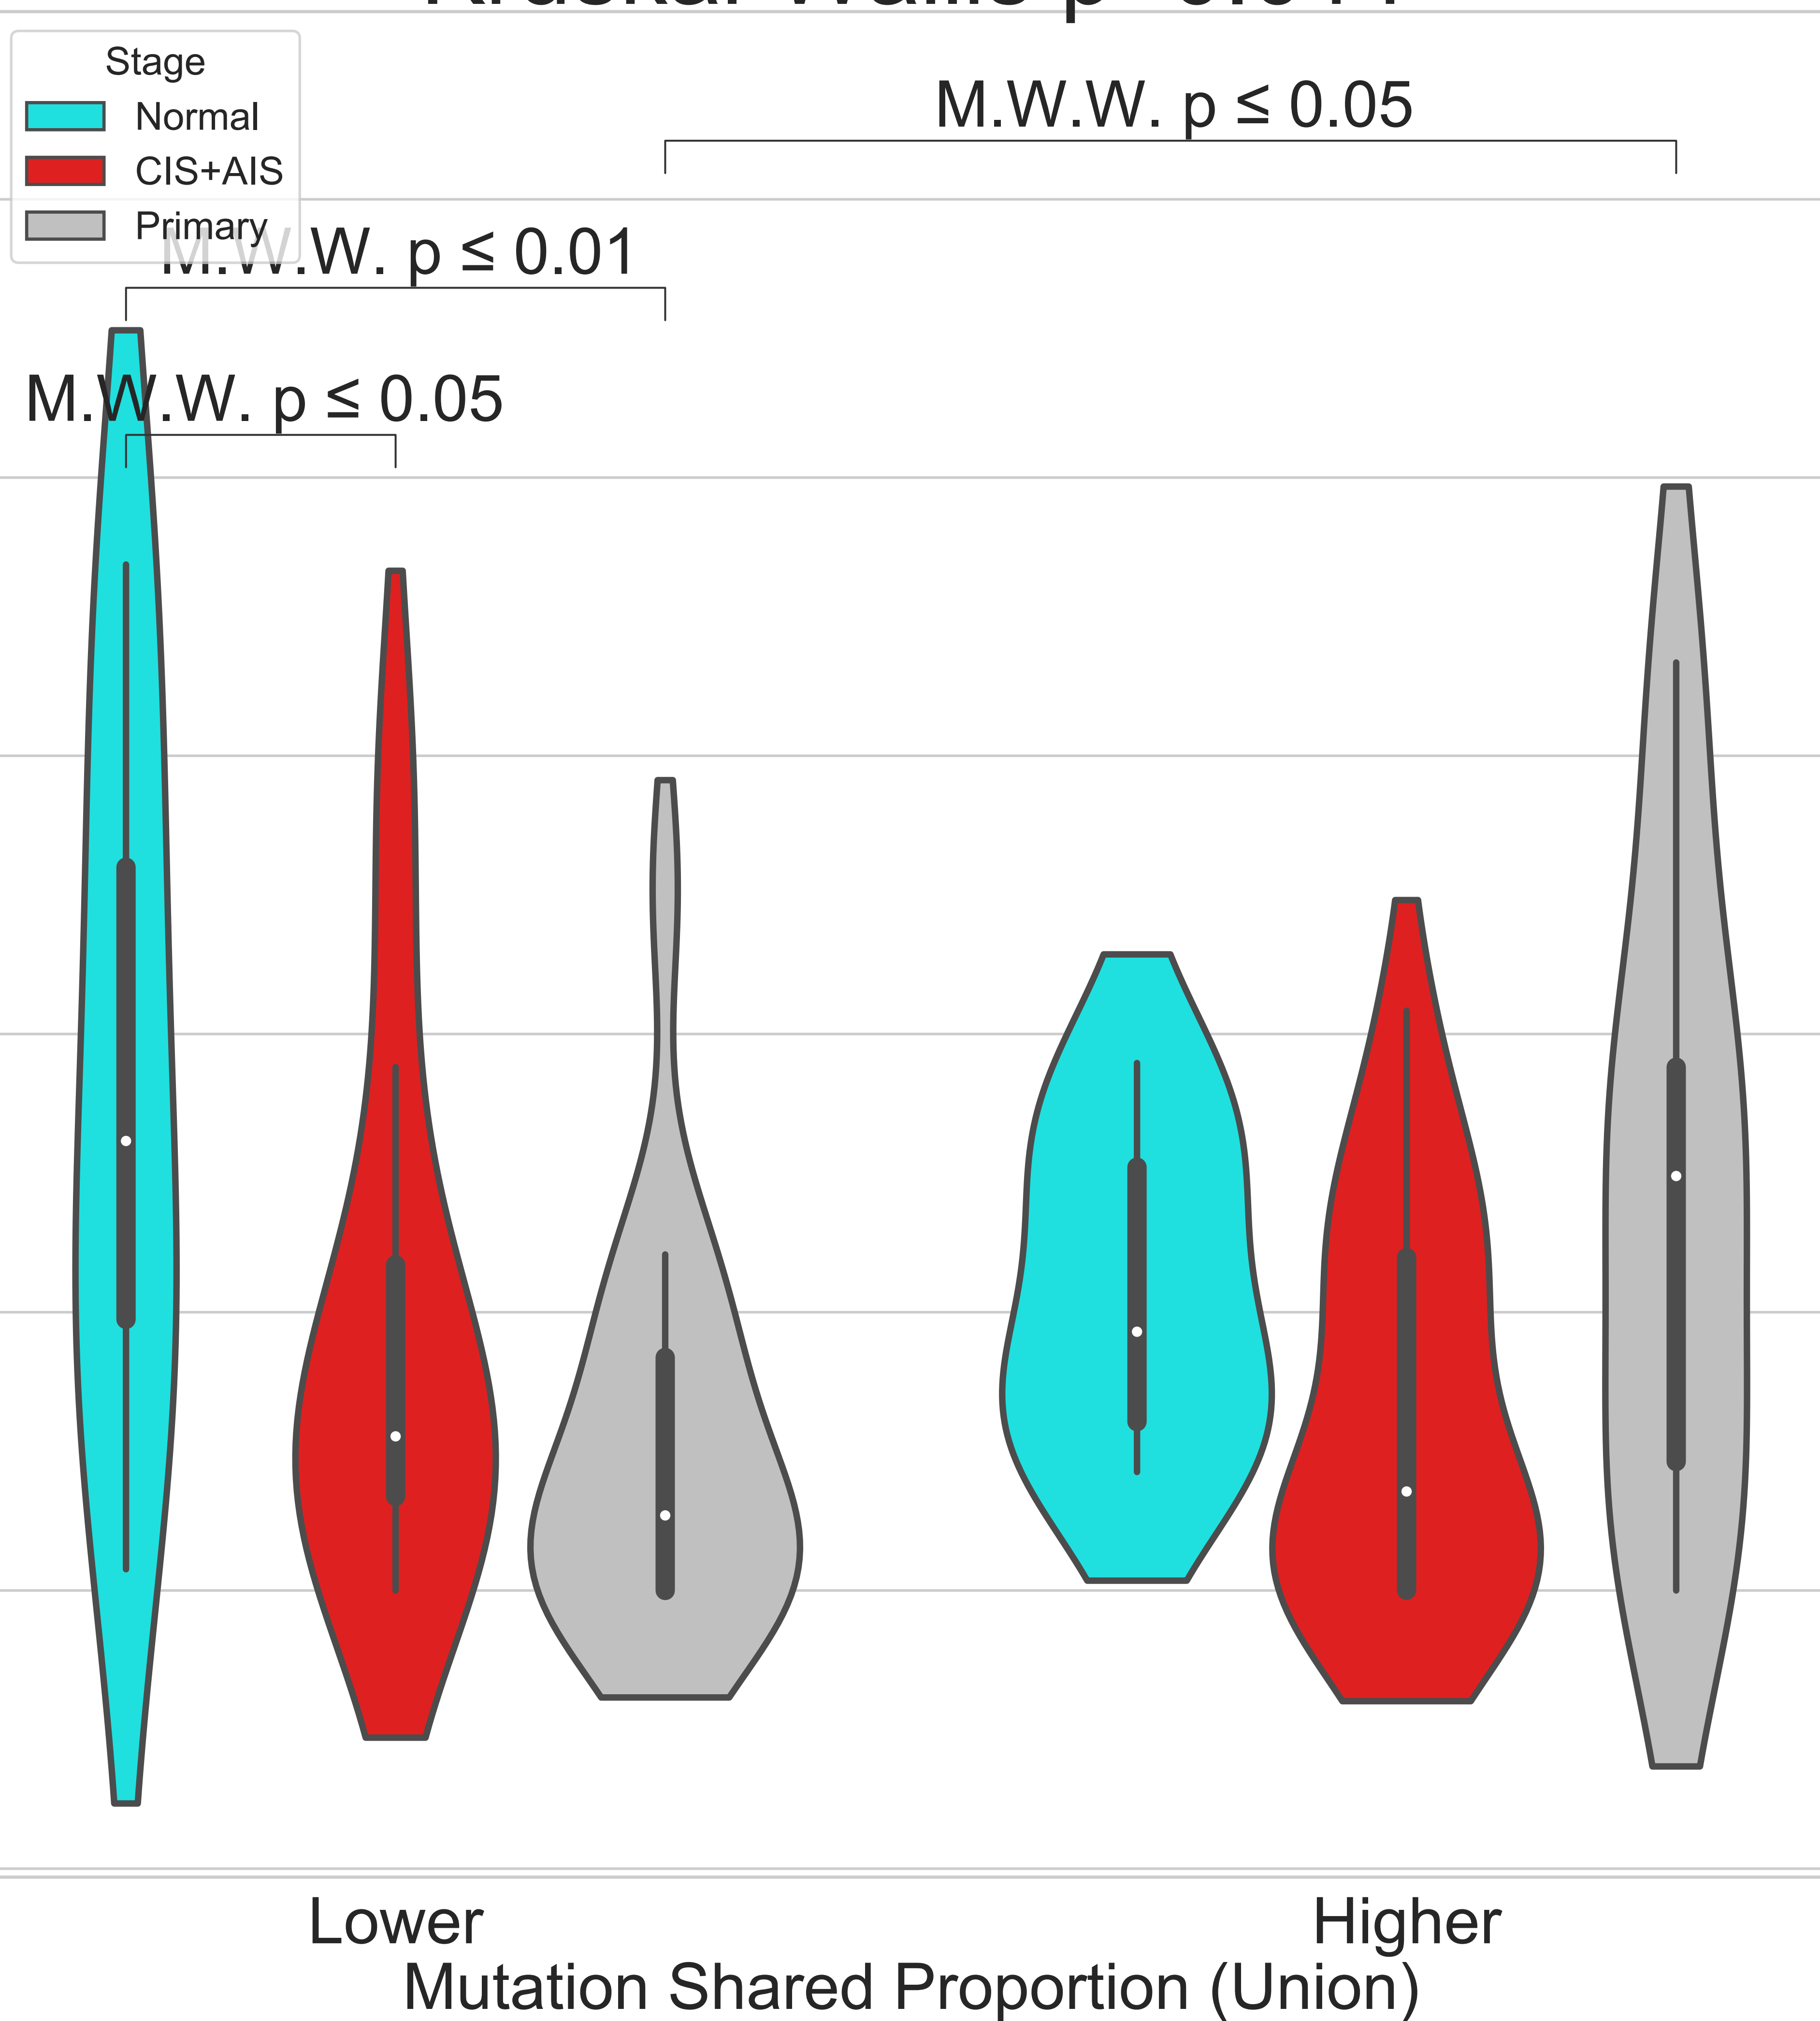 Stage
Normal
CIS+AIS
Primary
M.W.W. p ≤ 0.05
M.W.W. p ≤ 0.01
M.W.W. p ≤ 0.05
Lower
Higher
Mutation Shared Proportion (Union)